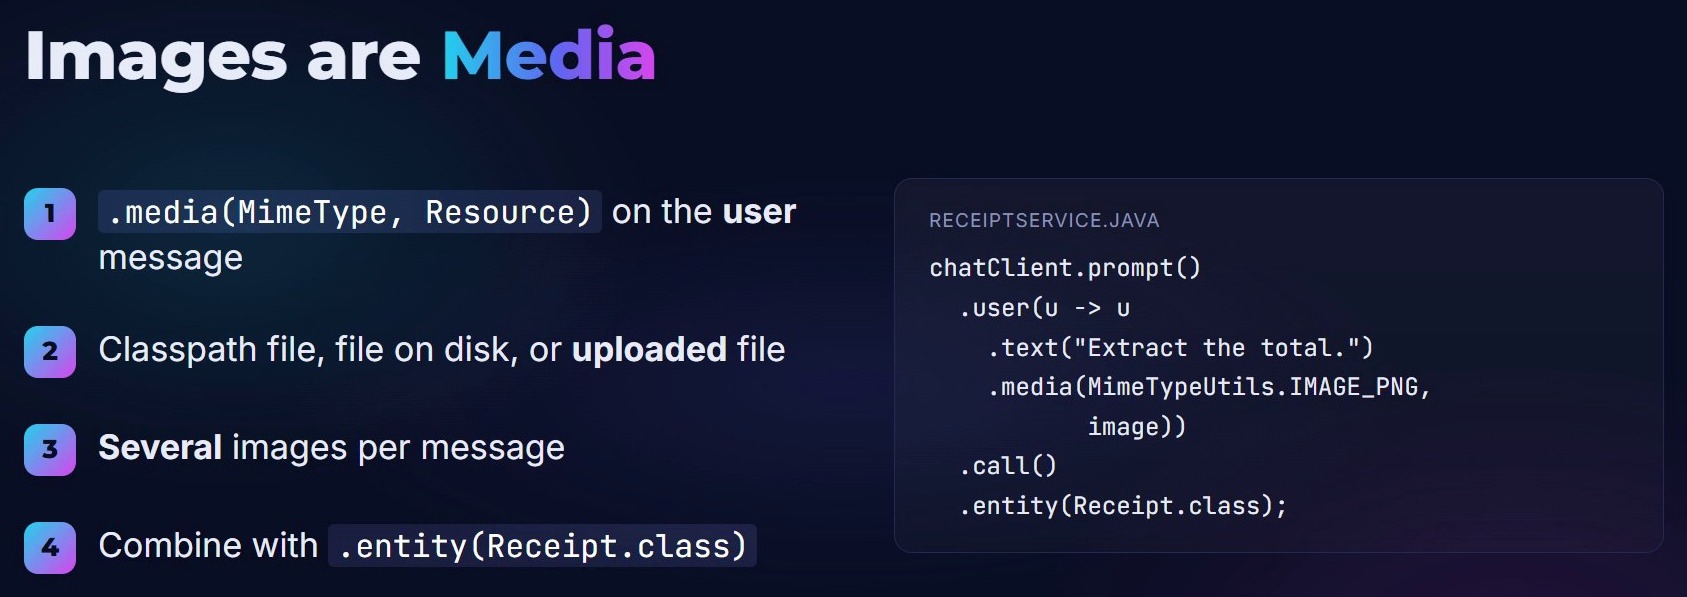 Images are Media
1 .media(MimeType, Resource) on the user
message
2 Classpath file, file on disk, or uploaded file
3 Several images per message
4 Combine with .entity(Receipt.class)
RECEIPTSERVICE.JAVA
chatClient.prompt()
  .user(u -> u
    .text("Extract the total.")
    .media(MimeTypeUtils.IMAGE_PNG,
           image))
  .call()
  .entity(Receipt.class);